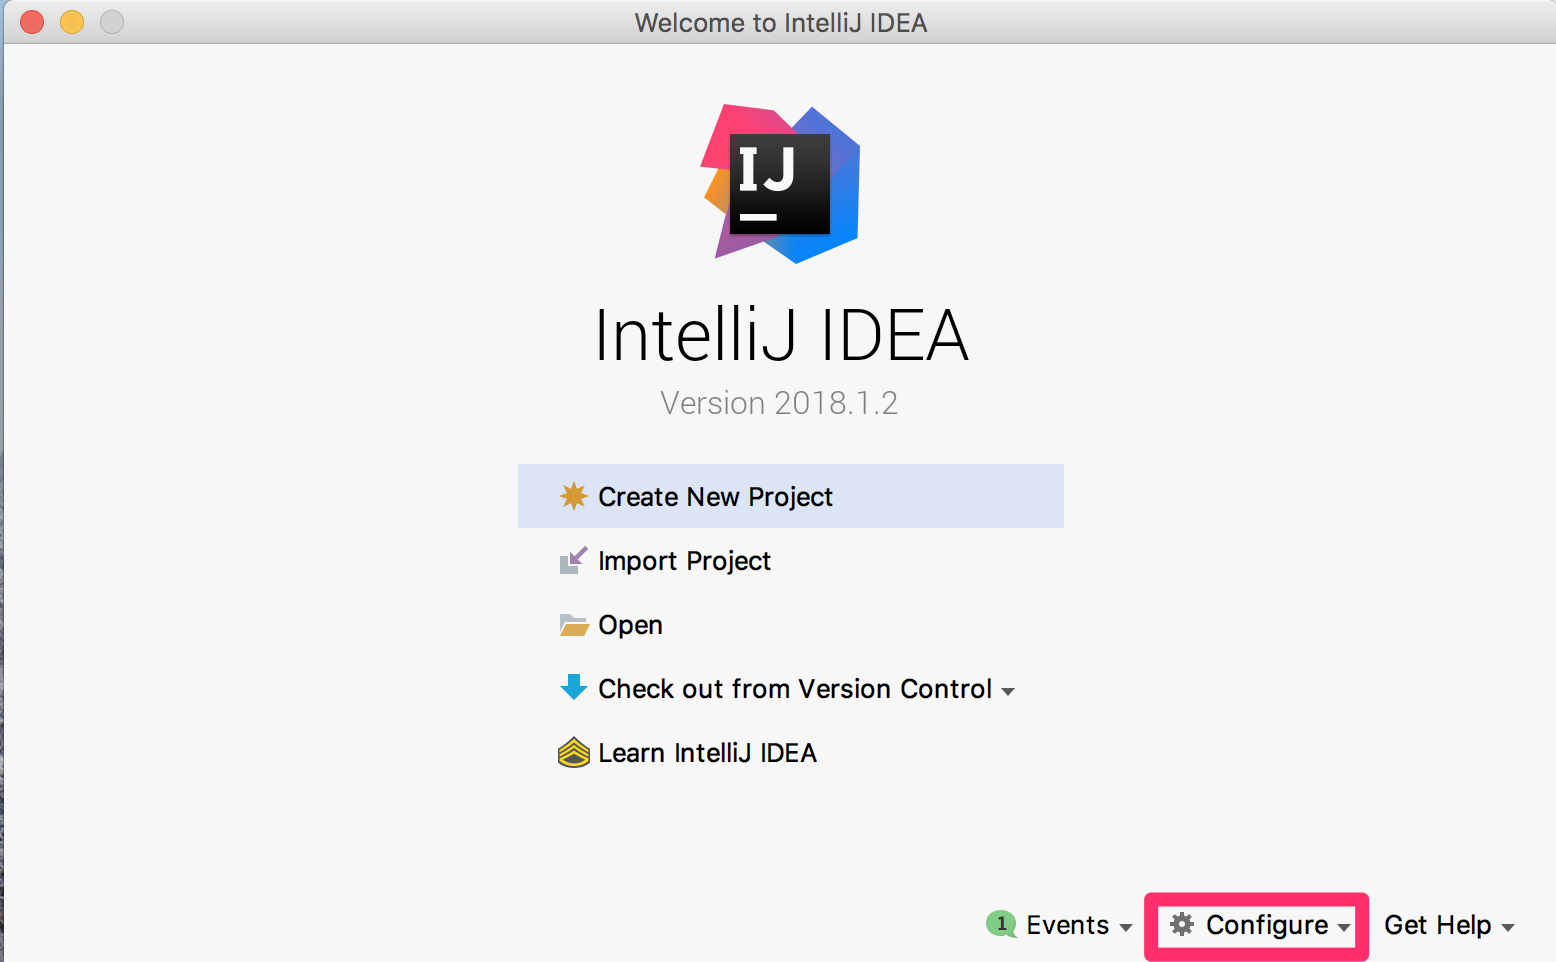 Welcome to IntelliJ IDEA
IJ
IntelliJ IDEA
Version 2018.1.2
Create New Project
Import Project
Open
Check out from Version Control
Learn IntelliJ IDEA
1 Events Configure Get Help